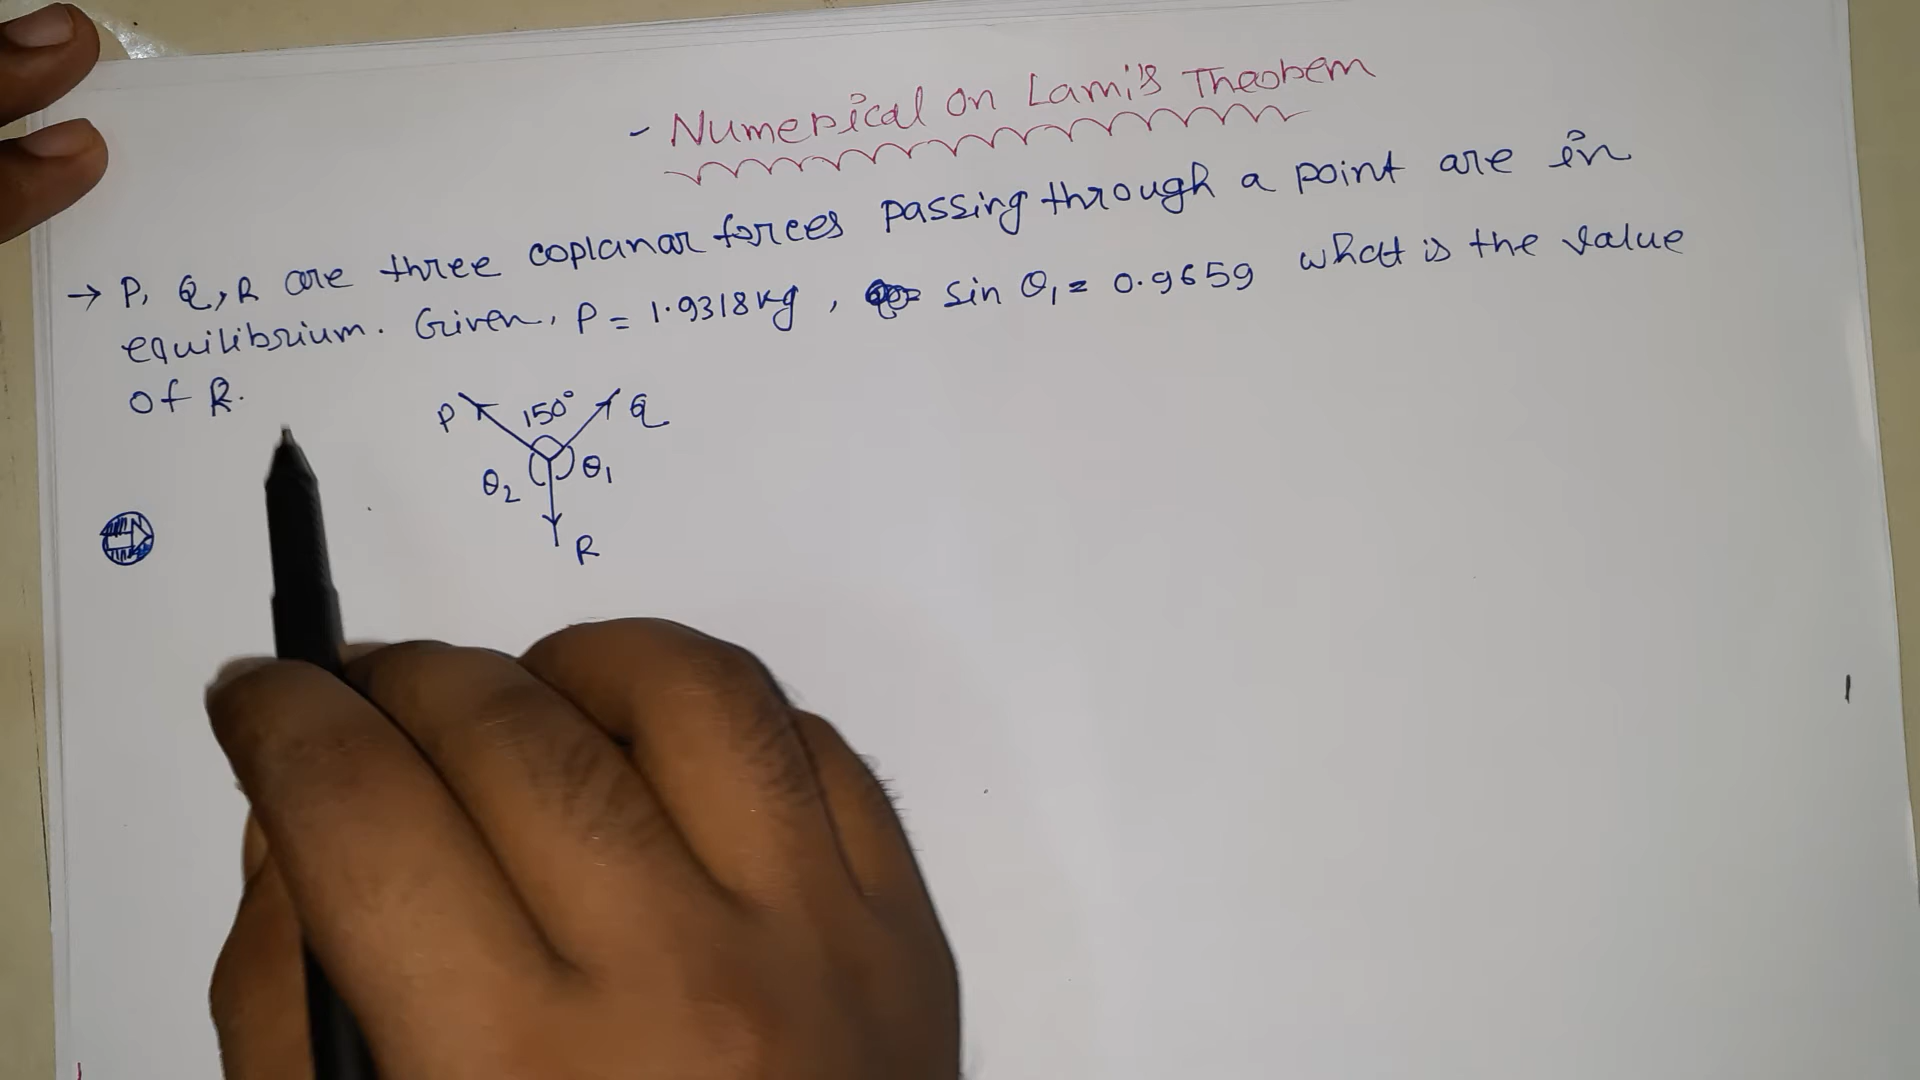 - Numerical On Lami's Theorem
→ P, Q, R are three coplanar forces passing through a point are in
equilibrium. Given, P = 1.9318 kg, sin θ₁ = 0.9659 what is the value
of R.
P 150° Q
θ₂ θ₁
R